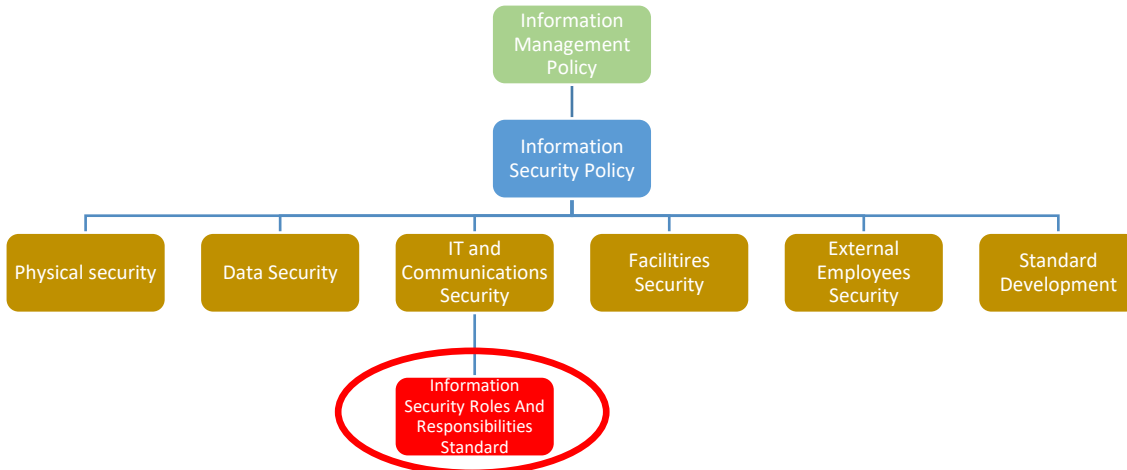 Information
Management
Policy
Information
Security Policy
Physical security
Data Security
IT and
Communications
Security
Facilitires
Security
External
Employees
Security
Standard
Development
Information
Security Roles And
Responsibilities
Standard